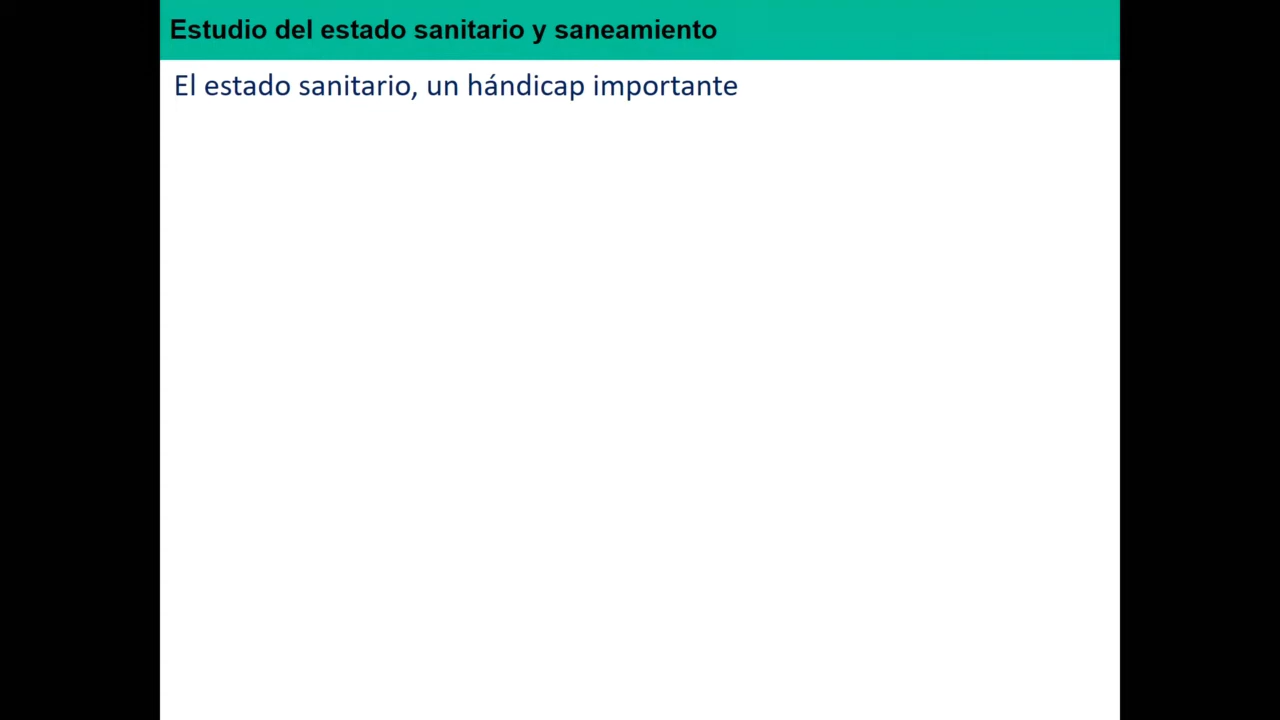 Estudio del estado sanitario y saneamiento
El estado sanitario, un hándicap importante